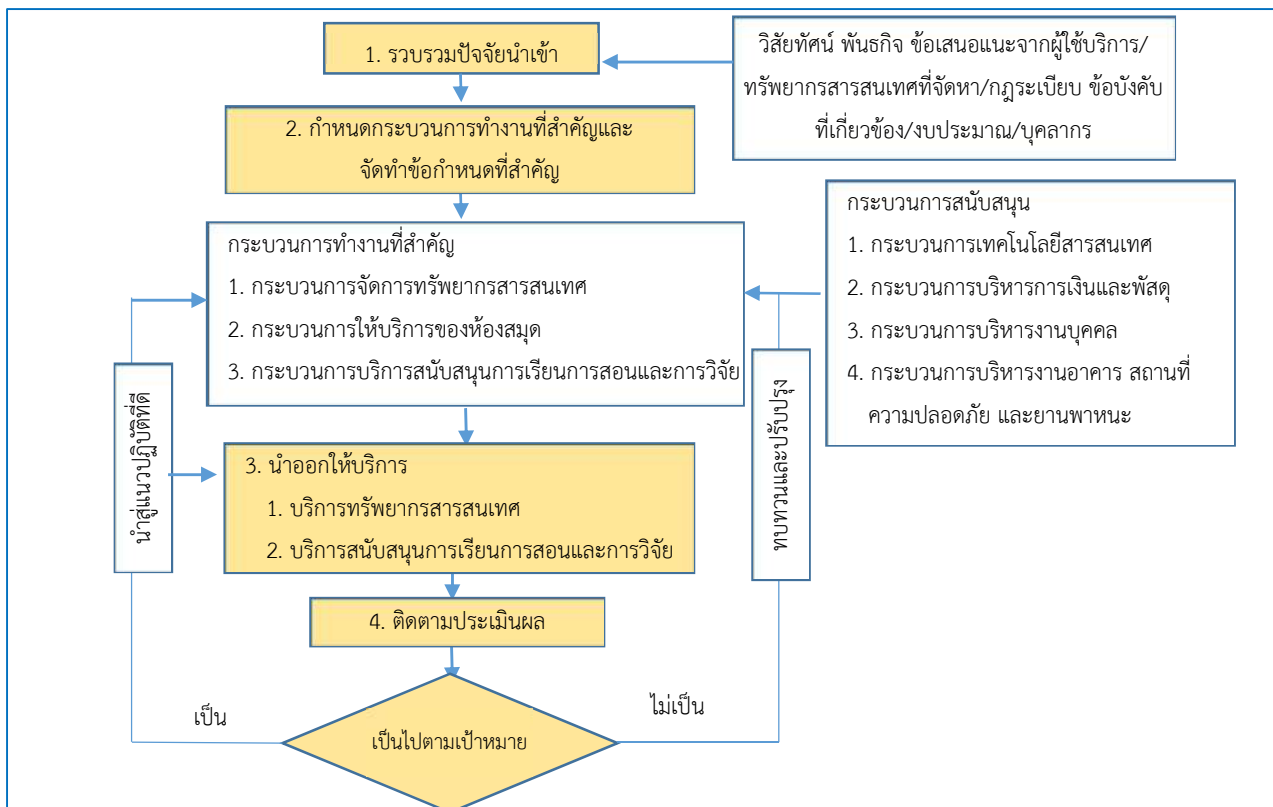 1. รวบรวมปัจจัยนำเข้า
วิสัยทัศน์ พันธกิจ ข้อเสนอแนะจากผู้ใช้บริการ/
ทรัพยากรสารสนเทศที่จัดหา/กฎระเบียบ ข้อบังคับ
ที่เกี่ยวข้อง/งบประมาณ/บุคลากร
2. กำหนดกระบวนการทำงานที่สำคัญและ
จัดทำข้อกำหนดที่สำคัญ
กระบวนการทำงานที่สำคัญ
1. กระบวนการจัดการทรัพยากรสารสนเทศ
2. กระบวนการให้บริการของห้องสมุด
3. กระบวนการบริการสนับสนุนการเรียนการสอนและการวิจัย
กระบวนการสนับสนุน
1. กระบวนการเทคโนโลยีสารสนเทศ
2. กระบวนการบริหารการเงินและพัสดุ
3. กระบวนการบริหารงานบุคคล
4. กระบวนการบริหารงานอาคาร สถานที่
ความปลอดภัย และยานพาหนะ
นำสู่แนวปฏิบัติที่ดี
ทบทวนและปรับปรุง
3. นำออกให้บริการ
1. บริการทรัพยากรสารสนเทศ
2. บริการสนับสนุนการเรียนการสอนและการวิจัย
4. ติดตามประเมินผล
เป็น
ไม่เป็น
เป็นไปตามเป้าหมาย